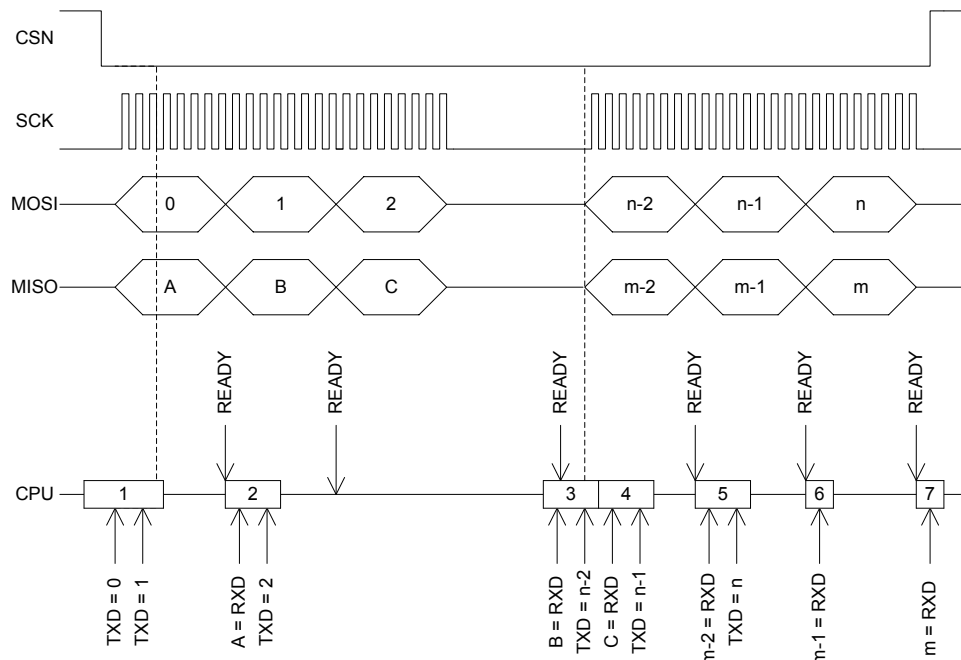 CSN
SCK
MOSI 0 1 2 n-2 n-1 n
MISO A B C m-2 m-1 m
READY READY READY READY READY READY
CPU 1 2 3 4 5 6 7
TXD = 0
TXD = 1
A = RXD
TXD = 2
B = RXD
TXD = n-2
C = RXD
TXD = n-1
m-2 = RXD
TXD = n
m-1 = RXD
m = RXD